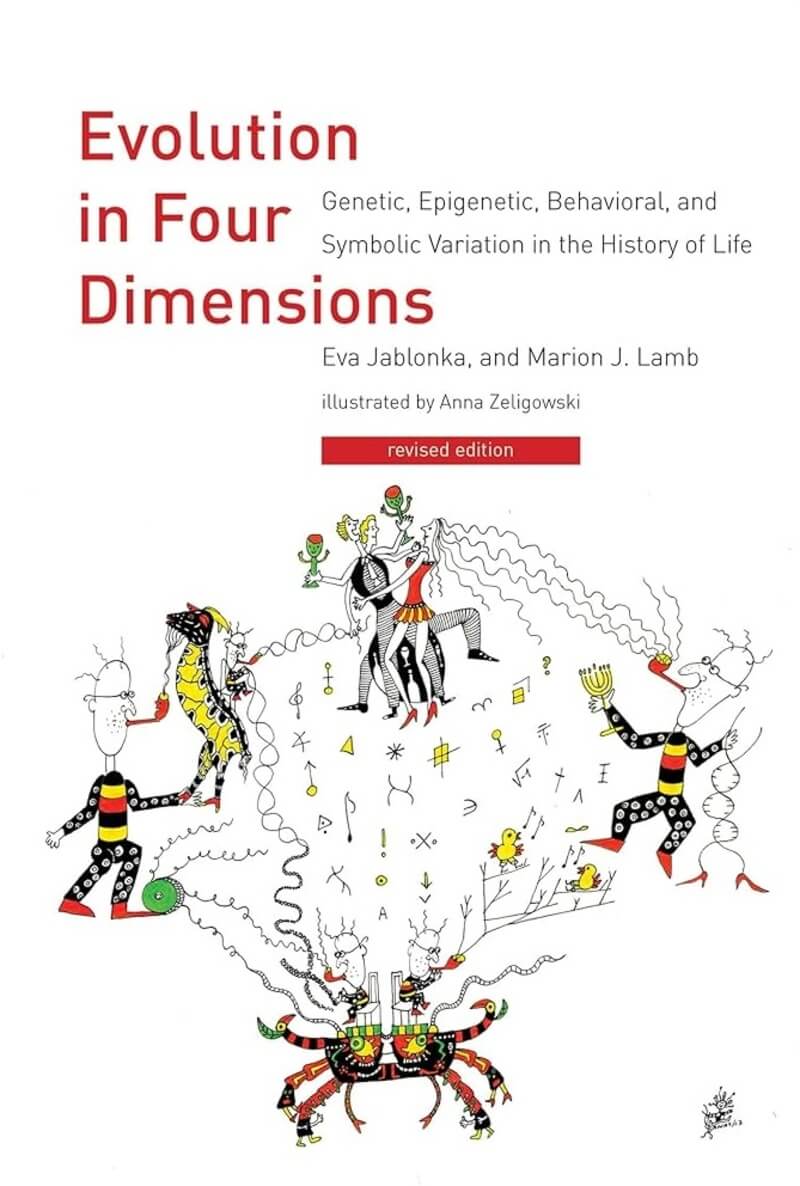 Evolution
in Four
Dimensions
Genetic, Epigenetic, Behavioral, and
Symbolic Variation in the History of Life
Eva Jablonka, and Marion J. Lamb
illustrated by Anna Zeligowski
revised edition